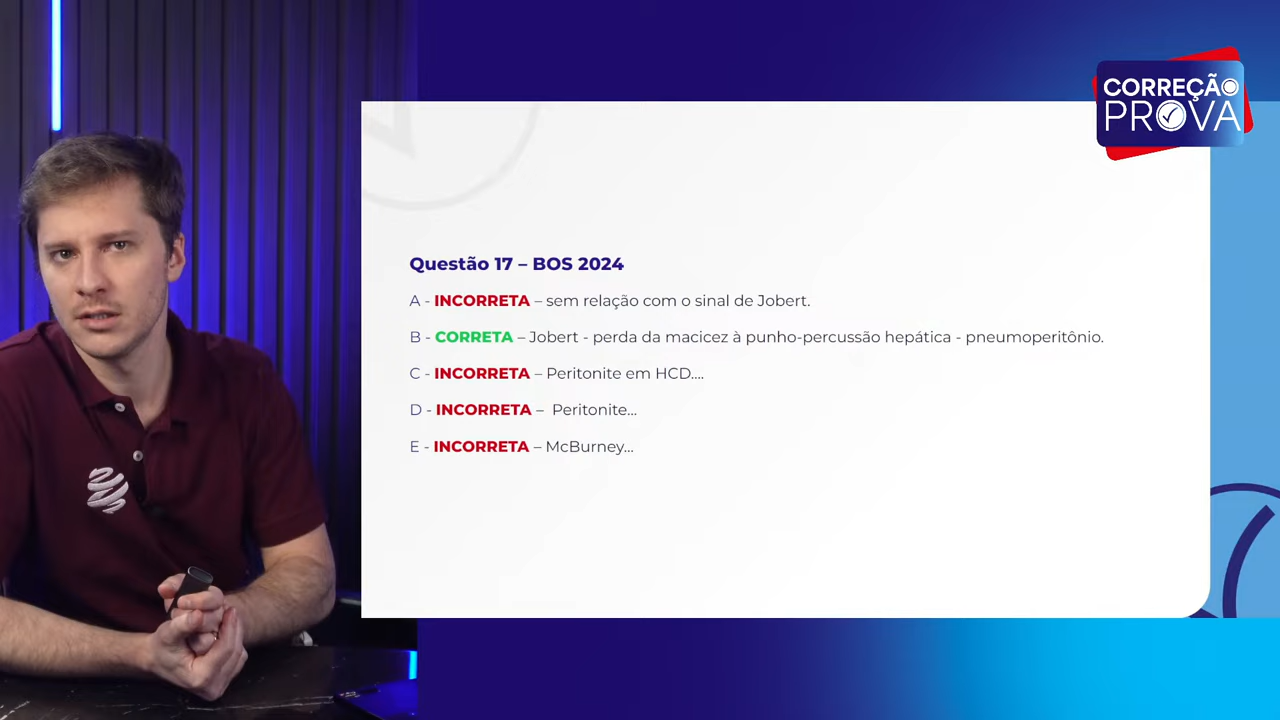 CORREÇÃO
PROVA
Questão 17 – BOS 2024
A - INCORRETA – sem relação com o sinal de Jobert.
B - CORRETA – Jobert - perda da macicez à punho-percussão hepática - pneumoperitônio.
C - INCORRETA – Peritonite em HCD....
D - INCORRETA – Peritonite...
E - INCORRETA – McBurney...